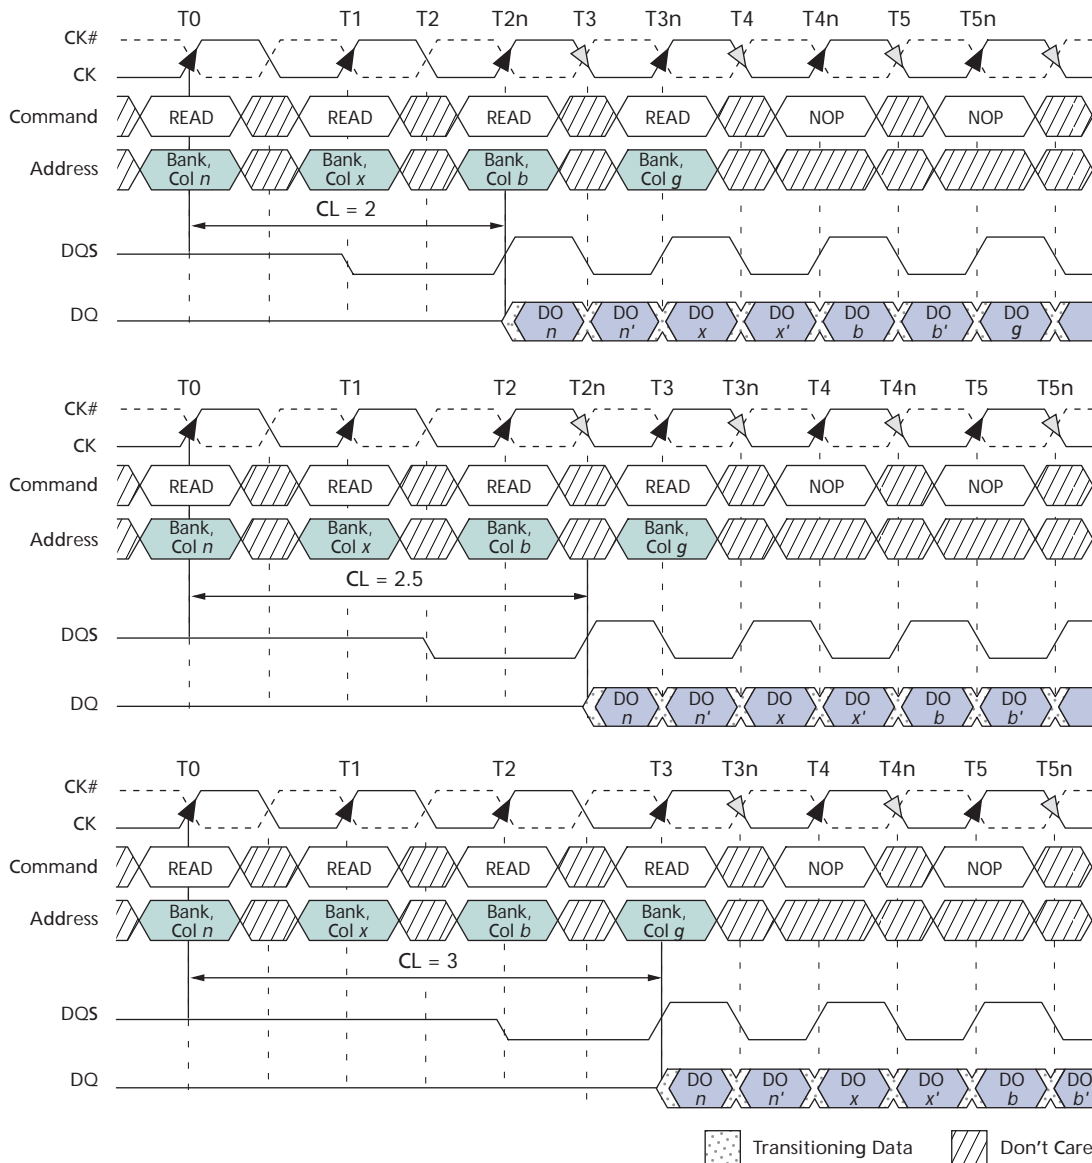 T0 T1 T2 T2n T3 T3n T4 T4n T5 T5n
CK#
CK
Command READ READ READ READ NOP NOP
Address Bank, Col n Bank, Col x Bank, Col b Bank, Col g
CL = 2
DQS
DQ DO n DO n' DO x DO x' DO b DO b' DO g
T0 T1 T2 T2n T3 T3n T4 T4n T5 T5n
CK#
CK
Command READ READ READ READ NOP NOP
Address Bank, Col n Bank, Col x Bank, Col b Bank, Col g
CL = 2.5
DQS
DQ DO n DO n' DO x DO x' DO b DO b'
T0 T1 T2 T3 T3n T4 T4n T5 T5n
CK#
CK
Command READ READ READ READ NOP NOP
Address Bank, Col n Bank, Col x Bank, Col b Bank, Col g
CL = 3
DQS
DQ DO n DO n' DO x DO x' DO b DO b'
Transitioning Data Don't Care